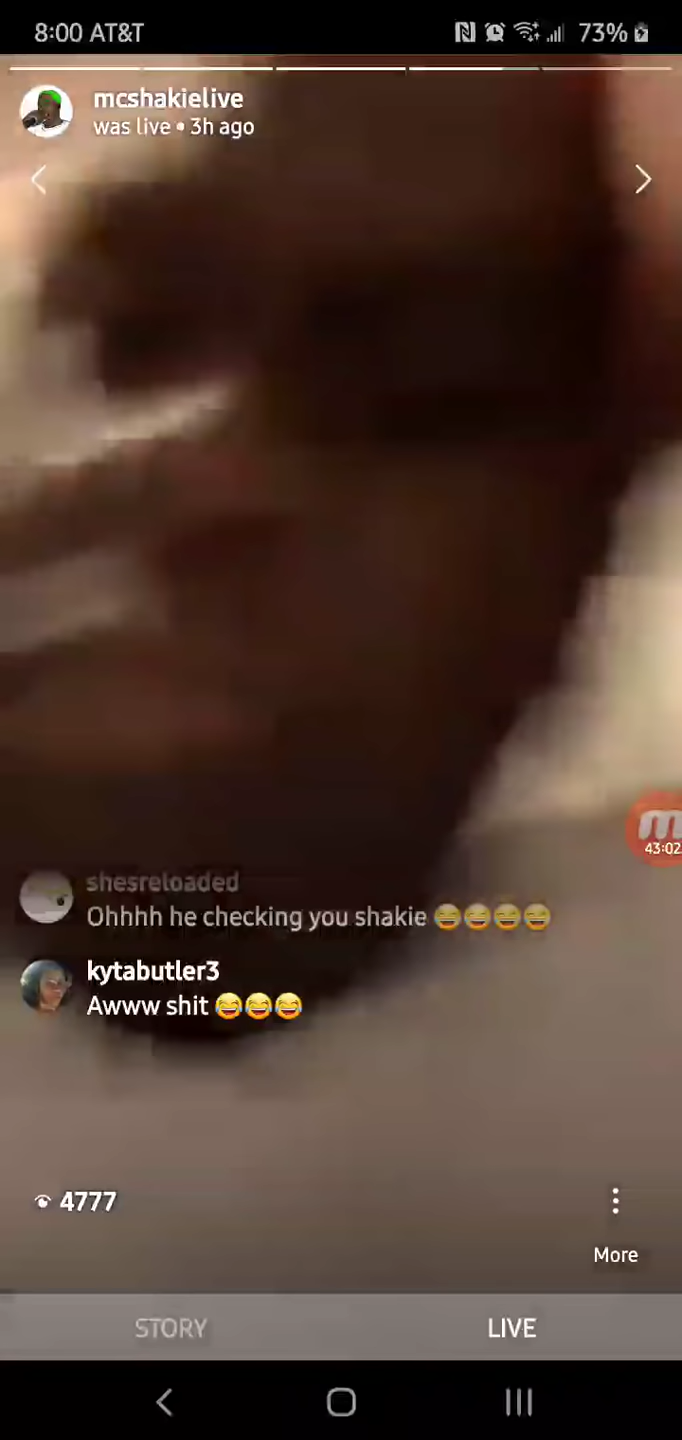 8:00 AT&T 73%
mcshakielive
was live • 3h ago
shesreloaded
Ohhhh he checking you shakie 😂😂😂😂
kytabutler3
Awww shit 😂😂😂
43:02
4777
More
STORY LIVE